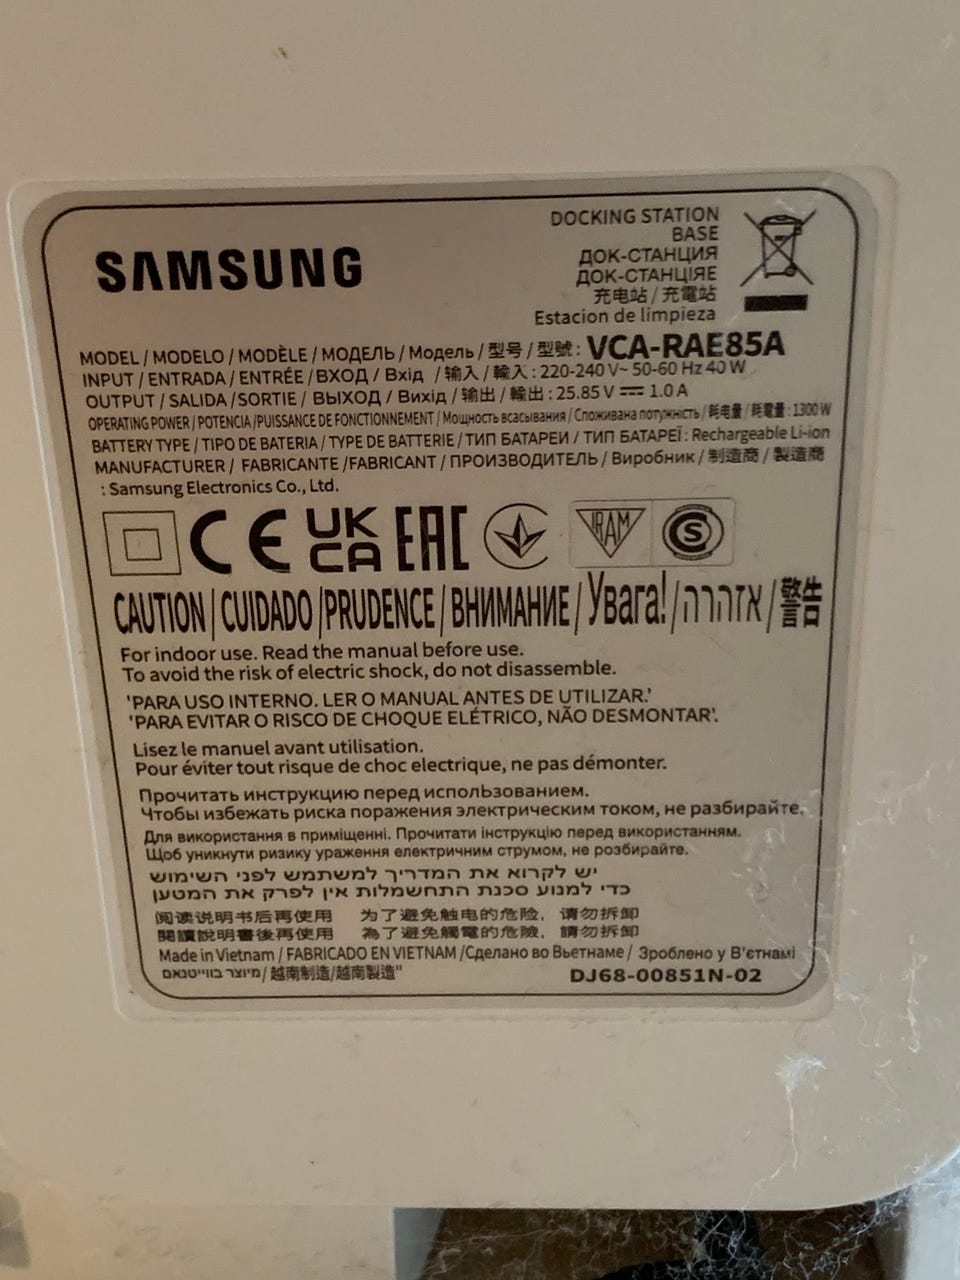 SAMSUNG
DOCKING STATION
BASE
ДОК-СТАНЦИЯ
ДОК-СТАНЦІЯЕ
充电站 / 充電站
Estacion de limpieza
MODEL / MODELO / MODÈLE / МОДЕЛЬ / Модель / 型号 / 型號 : VCA-RAE85A
INPUT / ENTRADA / ENTRÉE / ВХОД / Вхід / 输入 / 輸入 : 220-240 V~ 50-60 Hz 40 W
OUTPUT / SALIDA /SORTIE / ВЫХОД / Вихід / 输出 / 輸出 : 25.85 V ⎓ 1.0 A
OPERATING POWER / POTENCIA /PUISSANCE DE FONCTIONNEMENT / Мощность всасывания / Споживана потужність / 耗电量 / 耗電量 : 1300 W
BATTERY TYPE / TIPO DE BATERIA / TYPE DE BATTERIE / ТИП БАТАРЕИ / ТИП БАТАРЕЇ : Rechargeable Li-ion
MANUFACTURER / FABRICANTE /FABRICANT / ПРОИЗВОДИТЕЛЬ / Виробник / 制造商 / 製造商
: Samsung Electronics Co., Ltd.
CE UK CA EAC IRAM S
CAUTION / CUIDADO /PRUDENCE / ВНИМАНИЕ / Увага! / אזהרה / 警告
For indoor use. Read the manual before use.
To avoid the risk of electric shock, do not disassemble.
'PARA USO INTERNO. LER O MANUAL ANTES DE UTILIZAR.'
'PARA EVITAR O RISCO DE CHOQUE ELÉTRICO, NÃO DESMONTAR'.
Lisez le manuel avant utilisation.
Pour éviter tout risque de choc electrique, ne pas démonter.
Прочитать инструкцию перед использованием.
Чтобы избежать риска поражения электрическим током, не разбирайте.
Для використання в приміщенні. Прочитати інструкцію перед використанням.
Щоб уникнути ризику ураження електричним струмом, не розбирайте.
יש לקרוא את המדריך למשתמש לפני השימוש
כדי למנוע סכנת התחשמלות אין לפרק את המטען
阅读说明书后再使用 为了避免触电的危险, 请勿拆卸
閱讀說明書後再使用 為了避免觸電的危險, 請勿拆卸
Made in Vietnam / FABRICADO EN VIETNAM /Сделано во Вьетнаме / Зроблено у В'єтнамі
מיוצר בווייטנאם / 越南制造/越南製造"
DJ68-00851N-02